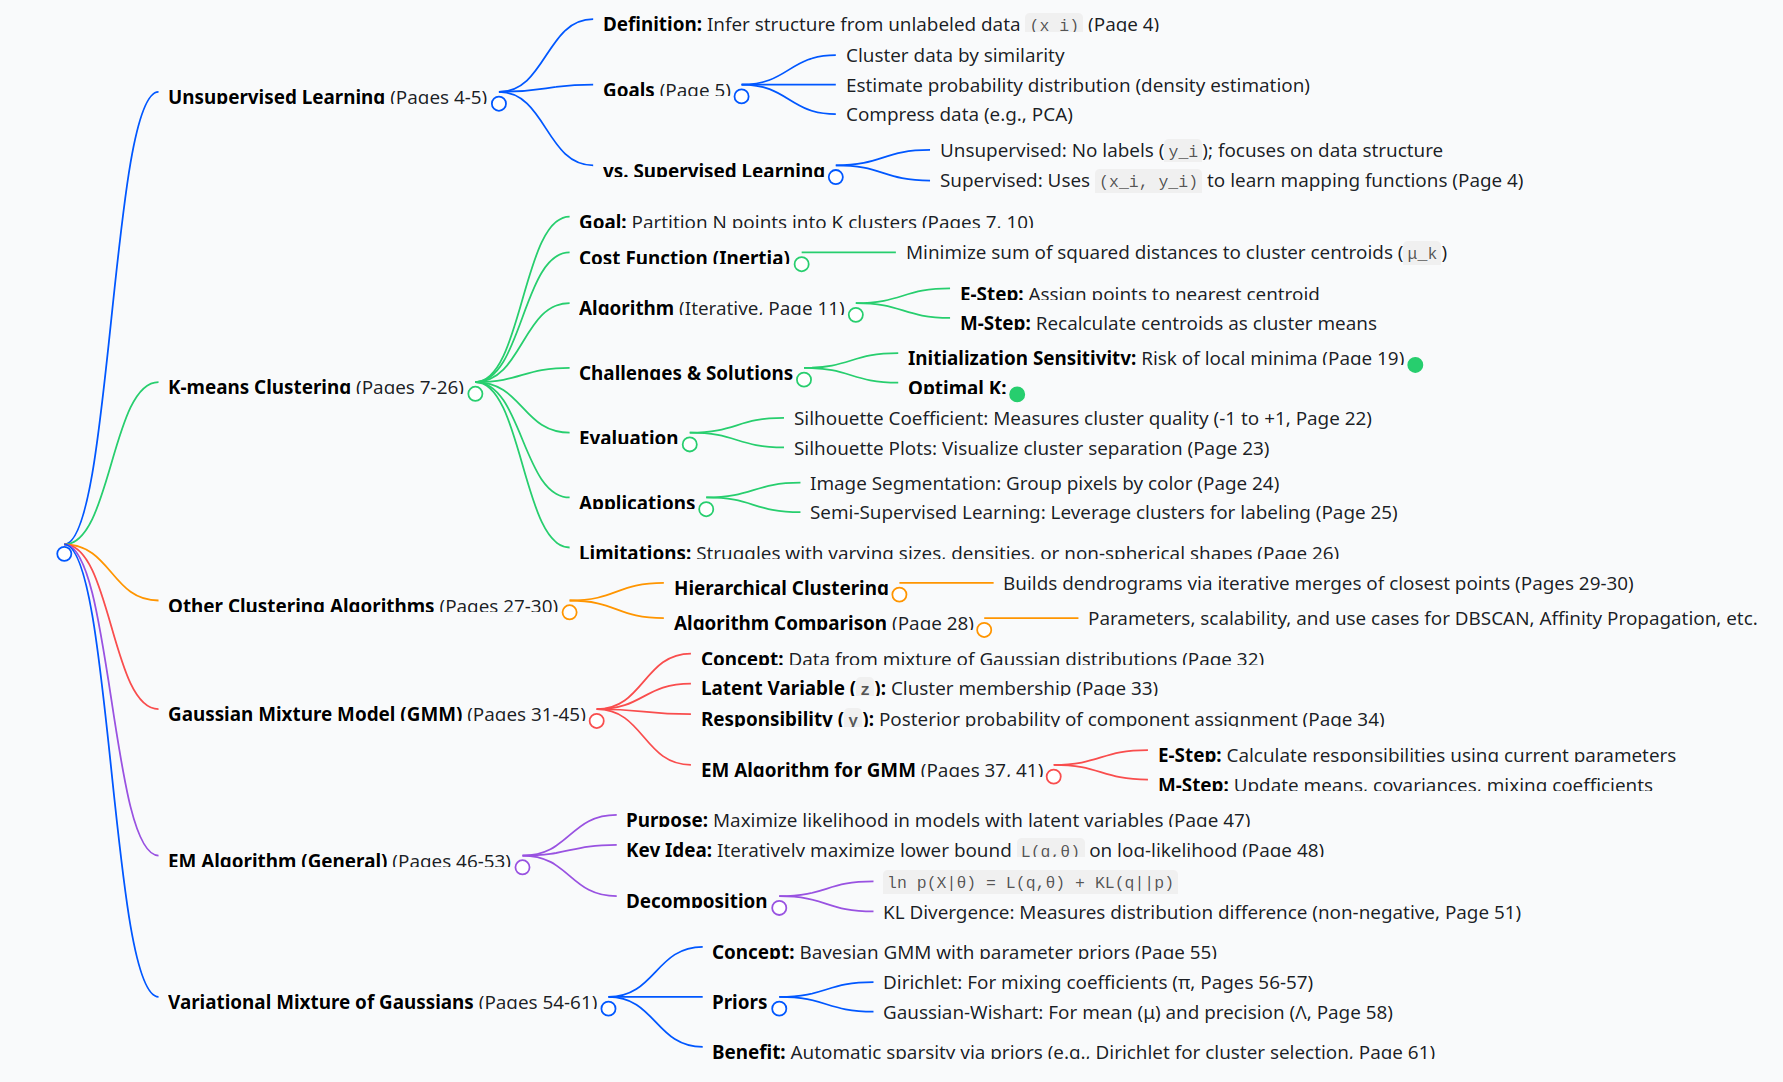 Definition: Infer structure from unlabeled data (x_i) (Page 4)
Cluster data by similarity
Goals (Page 5)
Estimate probability distribution (density estimation)
Compress data (e.g., PCA)
Unsupervised Learning (Pages 4-5)
Unsupervised: No labels (y_i); focuses on data structure
vs. Supervised Learning
Supervised: Uses (x_i, y_i) to learn mapping functions (Page 4)
Goal: Partition N points into K clusters (Pages 7, 10)
Cost Function (Inertia)
Minimize sum of squared distances to cluster centroids (μ_k)
Algorithm (Iterative, Page 11)
E-Step: Assign points to nearest centroid
M-Step: Recalculate centroids as cluster means
K-means Clustering (Pages 7-26)
Challenges & Solutions
Initialization Sensitivity: Risk of local minima (Page 19)
Optimal K:
Evaluation
Silhouette Coefficient: Measures cluster quality (-1 to +1, Page 22)
Silhouette Plots: Visualize cluster separation (Page 23)
Applications
Image Segmentation: Group pixels by color (Page 24)
Semi-Supervised Learning: Leverage clusters for labeling (Page 25)
Limitations: Struggles with varying sizes, densities, or non-spherical shapes (Page 26)
Other Clustering Algorithms (Pages 27-30)
Hierarchical Clustering
Builds dendrograms via iterative merges of closest points (Pages 29-30)
Algorithm Comparison (Page 28)
Parameters, scalability, and use cases for DBSCAN, Affinity Propagation, etc.
Gaussian Mixture Model (GMM) (Pages 31-45)
Concept: Data from mixture of Gaussian distributions (Page 32)
Latent Variable (z): Cluster membership (Page 33)
Responsibility (γ): Posterior probability of component assignment (Page 34)
EM Algorithm for GMM (Pages 37, 41)
E-Step: Calculate responsibilities using current parameters
M-Step: Update means, covariances, mixing coefficients
EM Algorithm (General) (Pages 46-53)
Purpose: Maximize likelihood in models with latent variables (Page 47)
Key Idea: Iteratively maximize lower bound L(q,θ) on log-likelihood (Page 48)
Decomposition
ln p(X|θ) = L(q,θ) + KL(q||p)
KL Divergence: Measures distribution difference (non-negative, Page 51)
Variational Mixture of Gaussians (Pages 54-61)
Concept: Bayesian GMM with parameter priors (Page 55)
Priors
Dirichlet: For mixing coefficients (π, Pages 56-57)
Gaussian-Wishart: For mean (μ) and precision (Λ, Page 58)
Benefit: Automatic sparsity via priors (e.g., Dirichlet for cluster selection, Page 61)